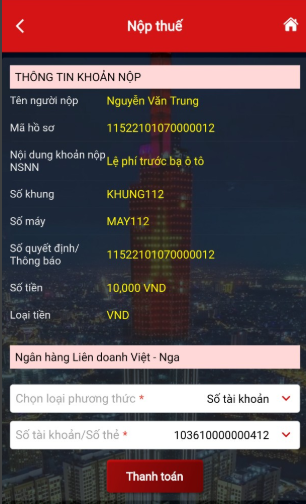 Nộp thuế
THÔNG TIN KHOẢN NỘP
Tên người nộp Nguyễn Văn Trung
Mã hồ sơ 11522101070000012
Nội dung khoản nộp
NSNN Lệ phí trước bạ ô tô
Số khung KHUNG112
Số máy MAY112
Số quyết định/
Thông báo 11522101070000012
Số tiền 10,000 VND
Loại tiền VND
Ngân hàng Liên doanh Việt - Nga
Chọn loại phương thức * Số tài khoản
Số tài khoản/Số thẻ * 103610000000412
Thanh toán